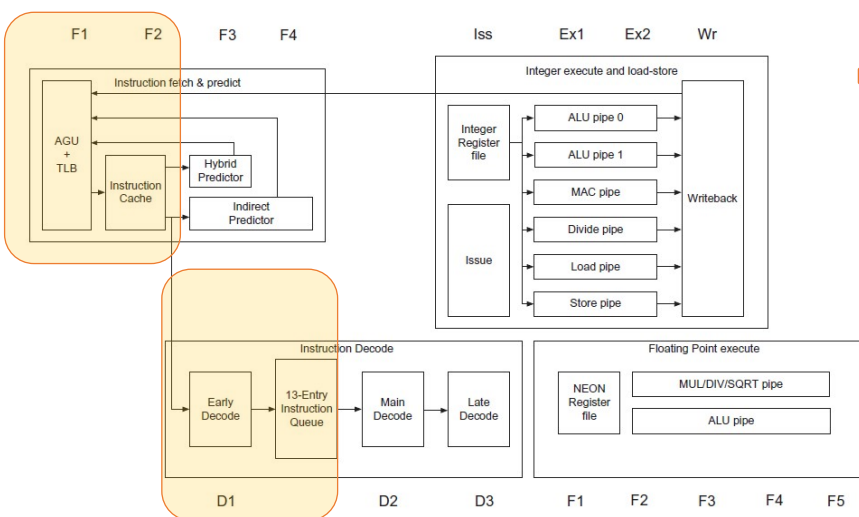 F1 F2 F3 F4
Iss Ex1 Ex2 Wr
Instruction fetch & predict
AGU
+
TLB
Instruction
Cache
Hybrid
Predictor
Indirect
Predictor
Integer execute and load-store
Integer
Register
file
Issue
ALU pipe 0
ALU pipe 1
MAC pipe
Divide pipe
Load pipe
Store pipe
Writeback
Instruction Decode
Early
Decode
13-Entry
Instruction
Queue
Main
Decode
Late
Decode
Floating Point execute
NEON
Register
file
MUL/DIV/SQRT pipe
ALU pipe
D1 D2 D3
F1 F2 F3 F4 F5